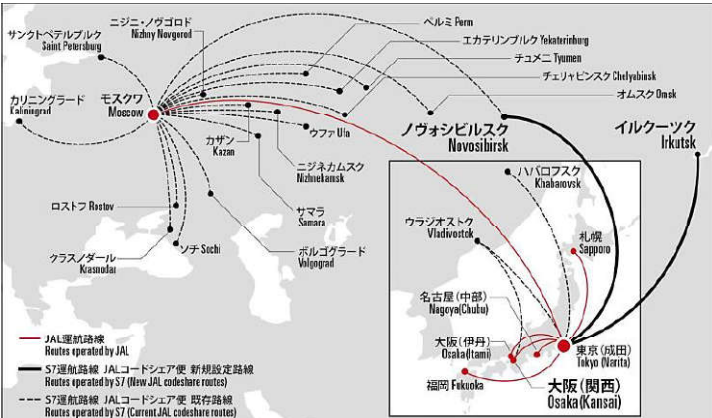 サンクトペテルブルク
Saint Petersburg
ニジニ・ノヴゴロド
Nizhny Novgorod
ペルミ Perm
エカテリンブルク Yekaterinburg
チュメニ Tyumen
チェリャビンスク Chelyabinsk
オムスク Omsk
カリニングラード
Kaliningrad
モスクワ
Moscow
カザン
Kazan
ウファ Ufa
ニジネカムスク
Nizhnekamsk
サマラ
Samara
ノヴォシビルスク
Novosibirsk
イルクーツク
Irkutsk
ロストフ Rostov
クラスノダール
Krasnodar
ソチ Sochi
ボルゴグラード
Volgograd
ハバロフスク
Khabarovsk
ウラジオストク
Vladivostok
札幌
Sapporo
名古屋(中部)
Nagoya(Chubu)
大阪(伊丹)
Osaka(Itami)
東京(成田)
Tokyo (Narita)
福岡 Fukuoka
大阪(関西)
Osaka(Kansai)
JAL運航路線
Routes operated by JAL
S7運航路線 JALコードシェア便 新規設定路線
Routes operated by S7 (New JAL codeshare routes)
S7運航路線 JALコードシェア便 既存路線
Routes operated by S7 (Current JAL codeshare routes)